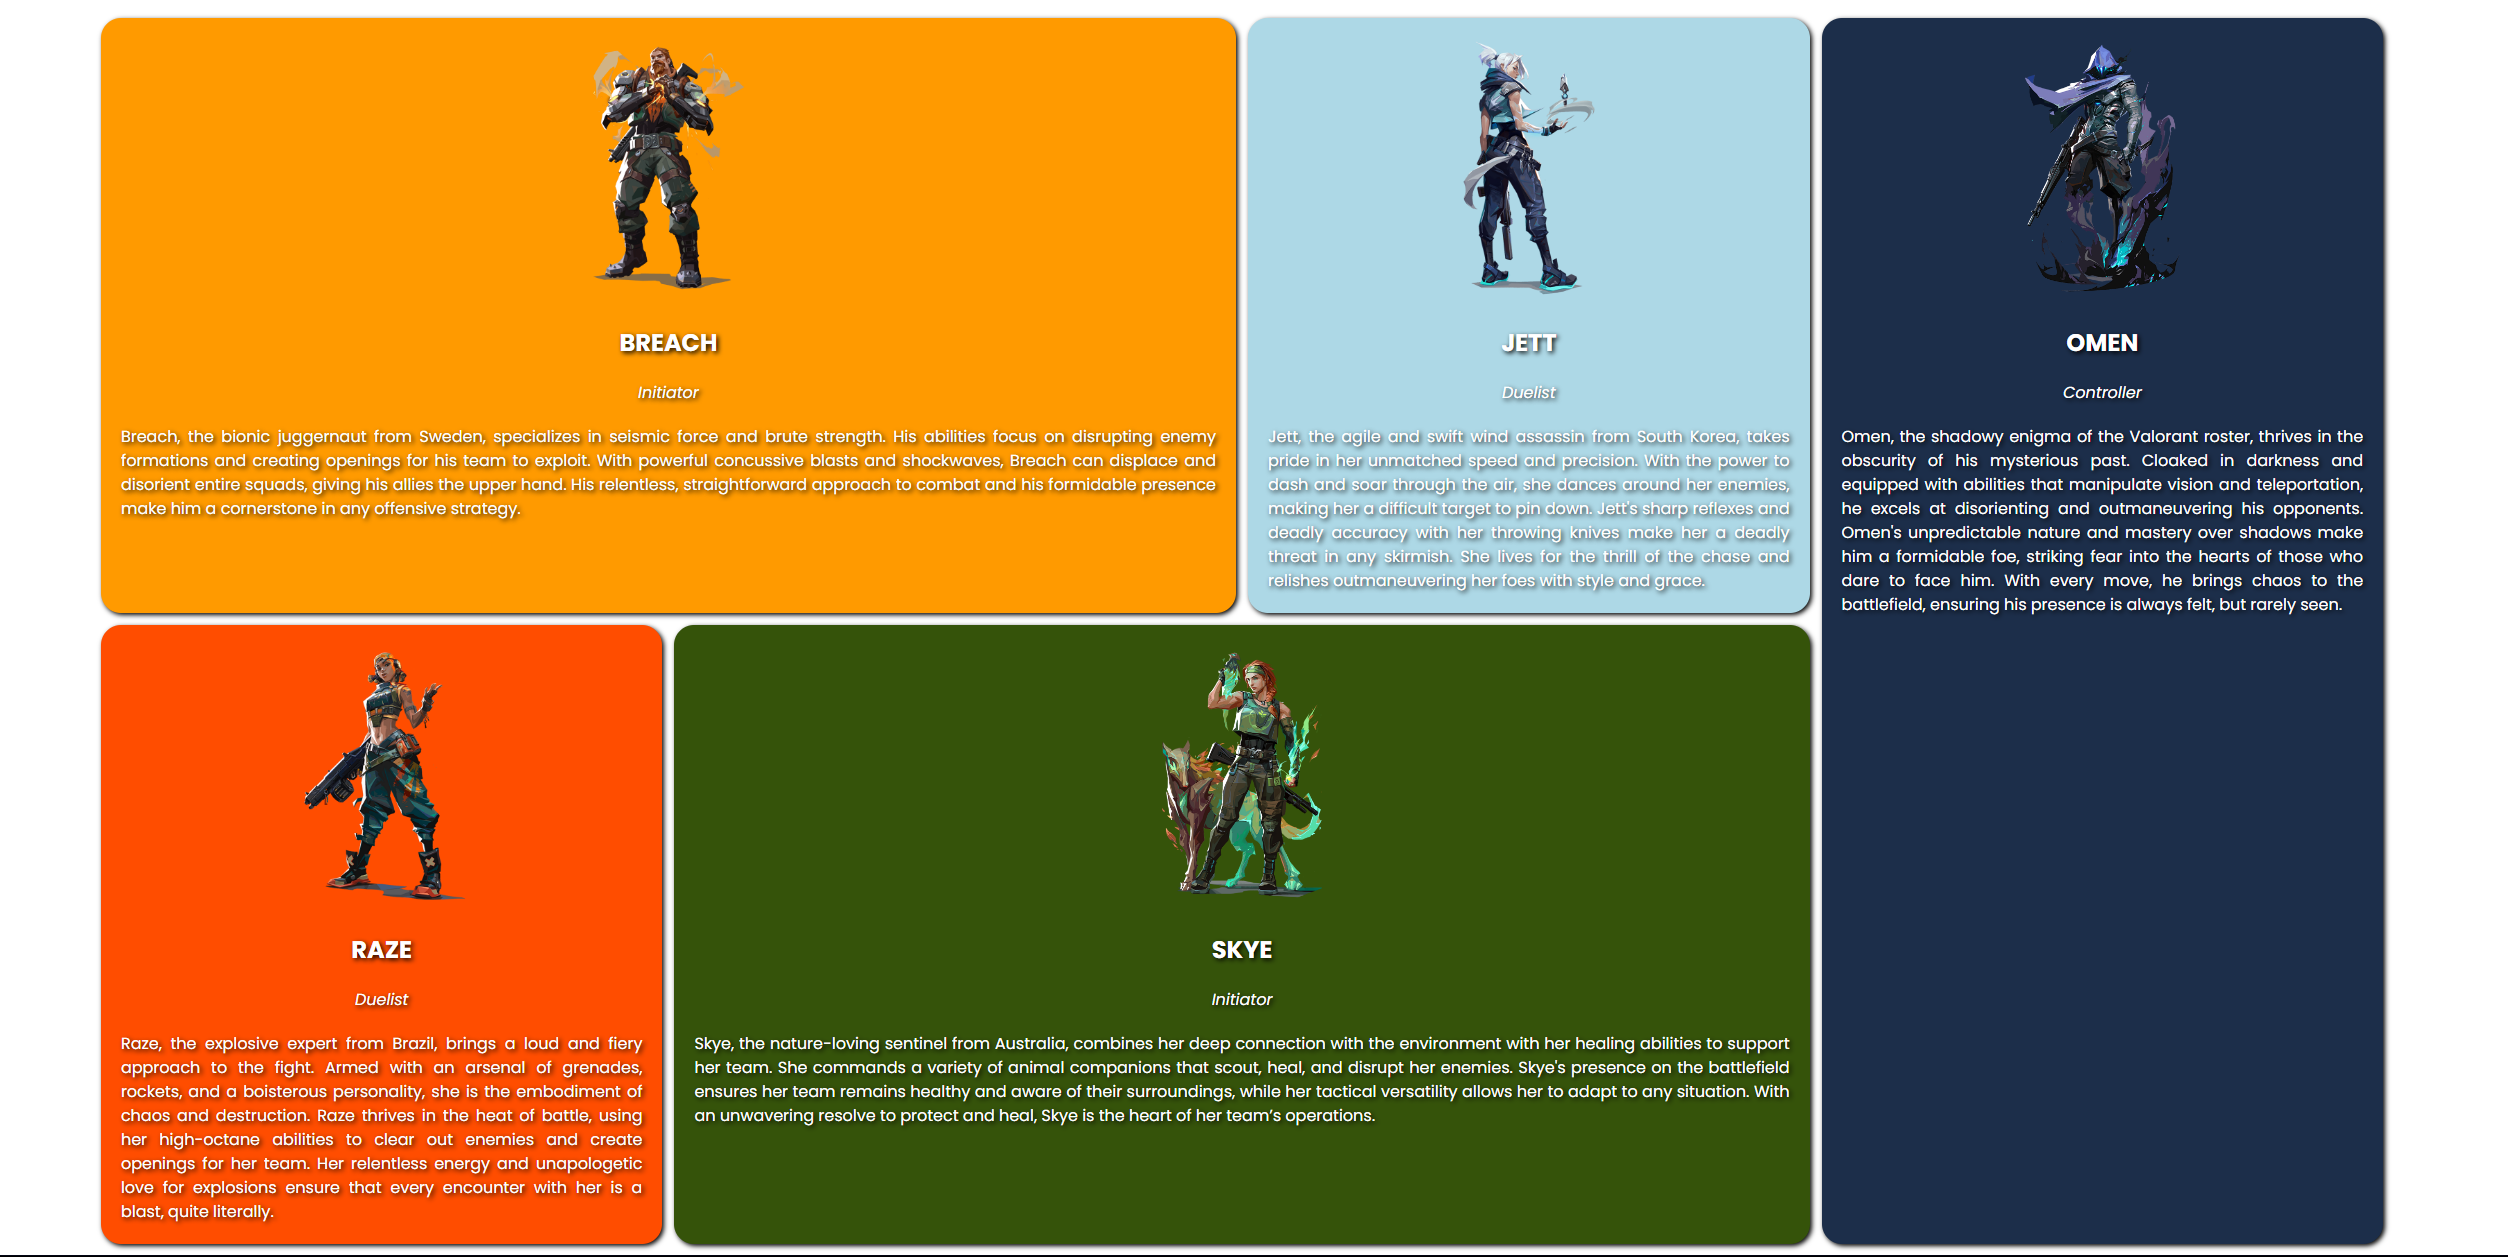 BREACH
Initiator
Breach, the bionic juggernaut from Sweden, specializes in seismic force and brute strength. His abilities focus on disrupting enemy
formations and creating openings for his team to exploit. With powerful concussive blasts and shockwaves, Breach can displace and
disorient entire squads, giving his allies the upper hand. His relentless, straightforward approach to combat and his formidable presence
make him a cornerstone in any offensive strategy.
JETT
Duelist
Jett, the agile and swift wind assassin from South Korea, takes
pride in her unmatched speed and precision. With the power to
dash and soar through the air, she dances around her enemies,
making her a difficult target to pin down. Jett's sharp reflexes and
deadly accuracy with her throwing knives make her a deadly
threat in any skirmish. She lives for the thrill of the chase and
relishes outmaneuvering her foes with style and grace.
OMEN
Controller
Omen, the shadowy enigma of the Valorant roster, thrives in the
obscurity of his mysterious past. Cloaked in darkness and
equipped with abilities that manipulate vision and teleportation,
he excels at disorienting and outmaneuvering his opponents.
Omen's unpredictable nature and mastery over shadows make
him a formidable foe, striking fear into the hearts of those who
dare to face him. With every move, he brings chaos to the
battlefield, ensuring his presence is always felt, but rarely seen.
RAZE
Duelist
Raze, the explosive expert from Brazil, brings a loud and fiery
approach to the fight. Armed with an arsenal of grenades,
rockets, and a boisterous personality, she is the embodiment of
chaos and destruction. Raze thrives in the heat of battle, using
her high-octane abilities to clear out enemies and create
openings for her team. Her relentless energy and unapologetic
love for explosions ensure that every encounter with her is a
blast, quite literally.
SKYE
Initiator
Skye, the nature-loving sentinel from Australia, combines her deep connection with the environment with her healing abilities to support
her team. She commands a variety of animal companions that scout, heal, and disrupt her enemies. Skye's presence on the battlefield
ensures her team remains healthy and aware of their surroundings, while her tactical versatility allows her to adapt to any situation. With
an unwavering resolve to protect and heal, Skye is the heart of her team’s operations.